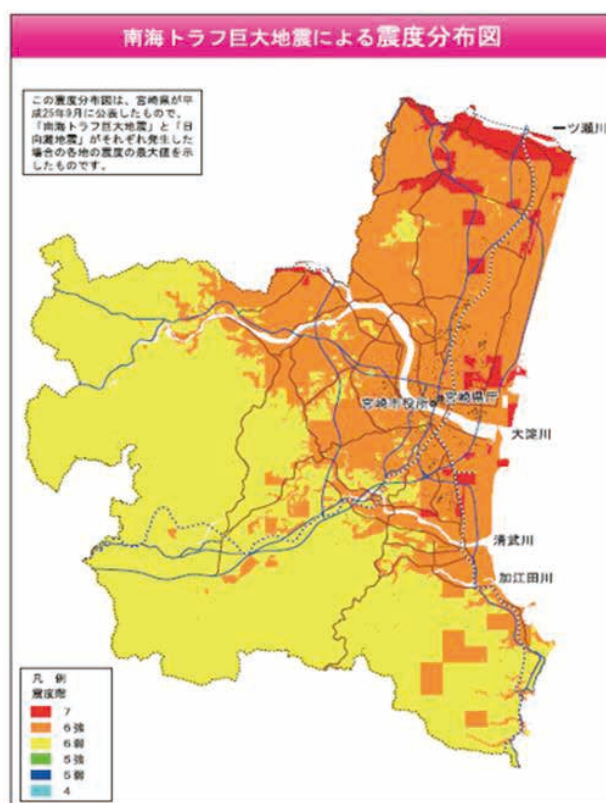 南海トラフ巨大地震による震度分布図
この震度分布図は、宮崎県が平
成25年9月に公表したもので、
「南海トラフ巨大地震」と「日
向灘地震」がそれぞれ発生した
場合の各地の震度の最大値を示
したものです。
一ツ瀬川
宮崎市役所
宮崎県庁
大淀川
清武川
加江田川
凡 例
震度階
7
6強
6弱
5強
5弱
4